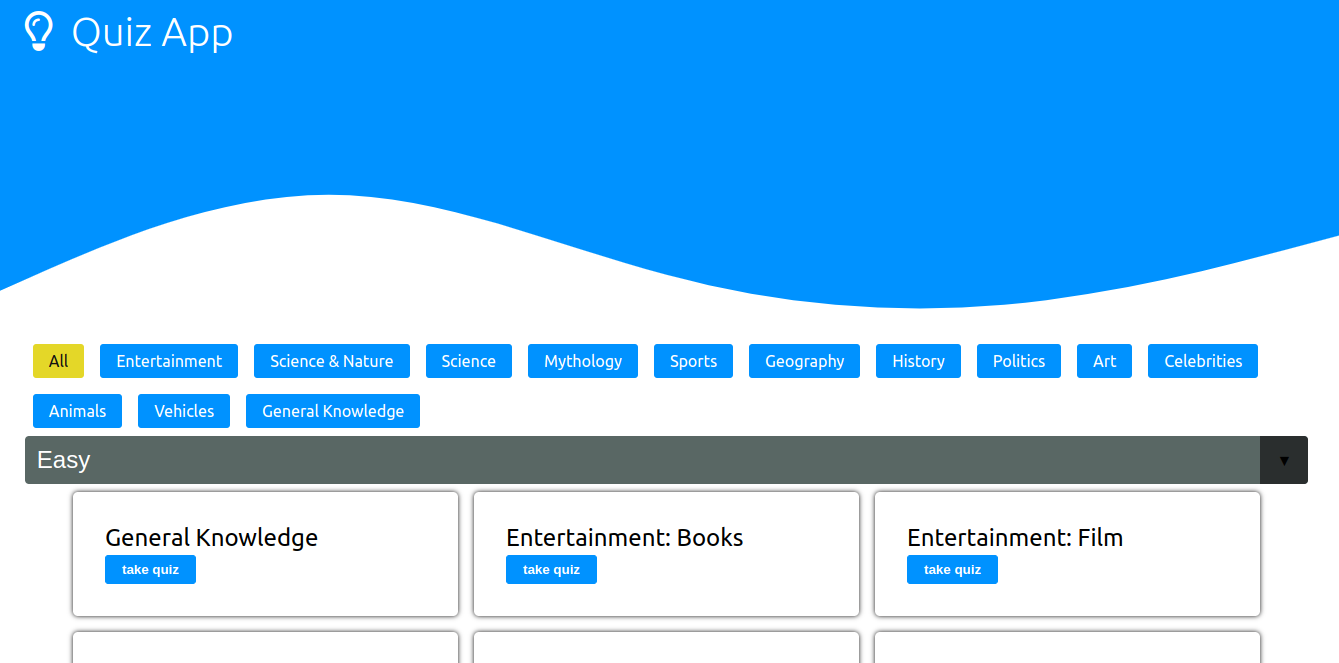 Quiz App
All Entertainment Science & Nature Science Mythology Sports Geography History Politics Art Celebrities
Animals Vehicles General Knowledge
Easy
General Knowledge Entertainment: Books Entertainment: Film
take quiz take quiz take quiz